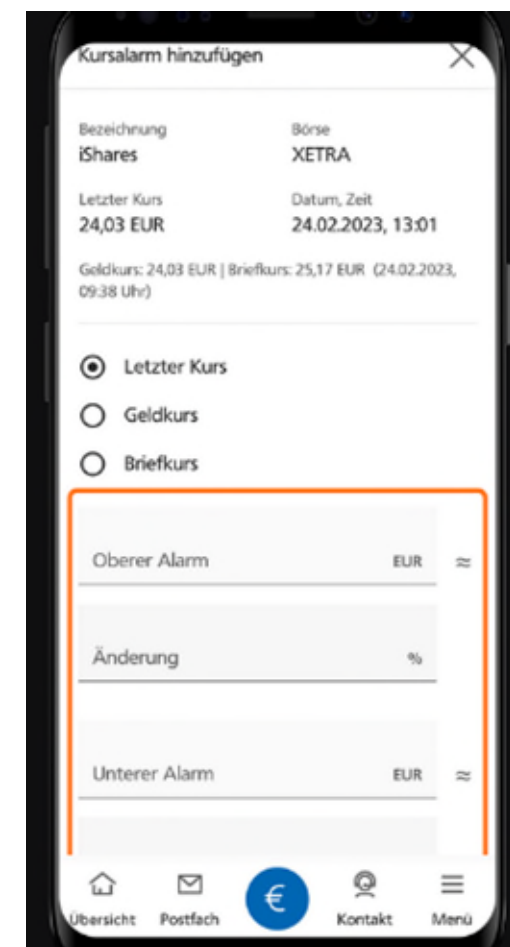 Kursalarm hinzufügen
Bezeichnung Börse
iShares XETRA
Letzter Kurs Datum, Zeit
24,03 EUR 24.02.2023, 13:01
Geldkurs: 24,03 EUR | Briefkurs: 25,17 EUR (24.02.2023,
09:38 Uhr)
Letzter Kurs
Geldkurs
Briefkurs
Oberer Alarm EUR ≈
Änderung %
Unterer Alarm EUR ≈
€
Übersicht Postfach Kontakt Menü